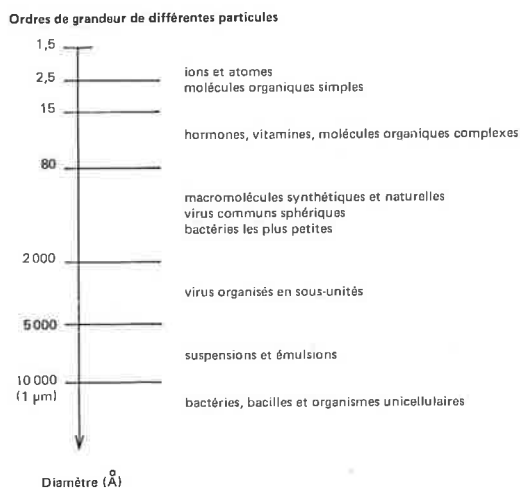 Ordres de grandeur de différentes particules
1,5
2,5
ions et atomes
molécules organiques simples
15
hormones, vitamines, molécules organiques complexes
80
macromolécules synthétiques et naturelles
virus communs sphériques
bactéries les plus petites
2 000
virus organisés en sous-unités
5 000
suspensions et émulsions
10 000
(1 µm)
bactéries, bacilles et organismes unicellulaires
Diamètre (Å)